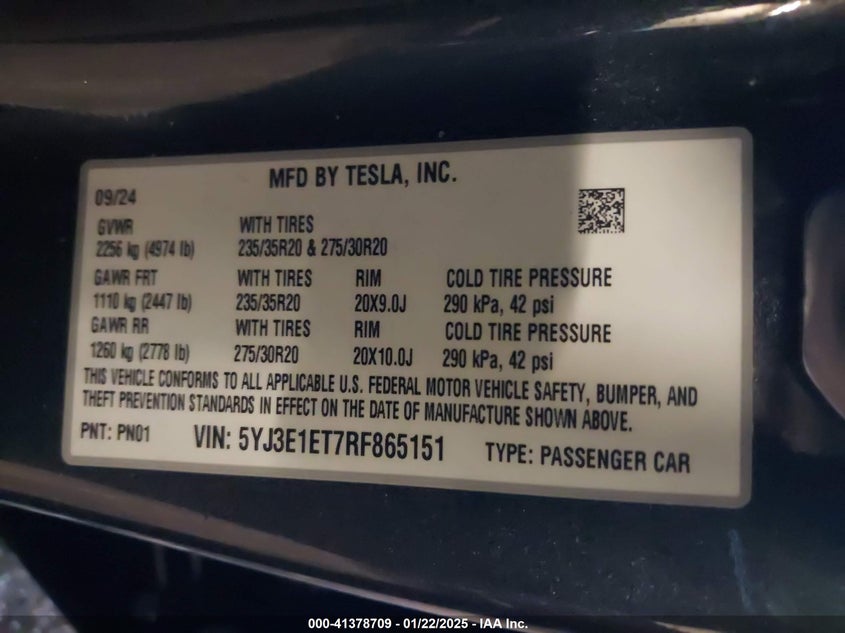 MFD BY TESLA, INC.
09/24
GVWR WITH TIRES
2256 kg (4974 lb) 235/35R20 & 275/30R20
GAWR FRT WITH TIRES RIM COLD TIRE PRESSURE
1110 kg (2447 lb) 235/35R20 20X9.0J 290 kPa, 42 psi
GAWR RR WITH TIRES RIM COLD TIRE PRESSURE
1260 kg (2778 lb) 275/30R20 20X10.0J 290 kPa, 42 psi
THIS VEHICLE CONFORMS TO ALL APPLICABLE U.S. FEDERAL MOTOR VEHICLE SAFETY, BUMPER, AND
THEFT PREVENTION STANDARDS IN EFFECT ON THE DATE OF MANUFACTURE SHOWN ABOVE.
PNT: PN01 VIN: 5YJ3E1ET7RF865151 TYPE: PASSENGER CAR
000-41378709 - 01/22/2025 - IAA Inc.